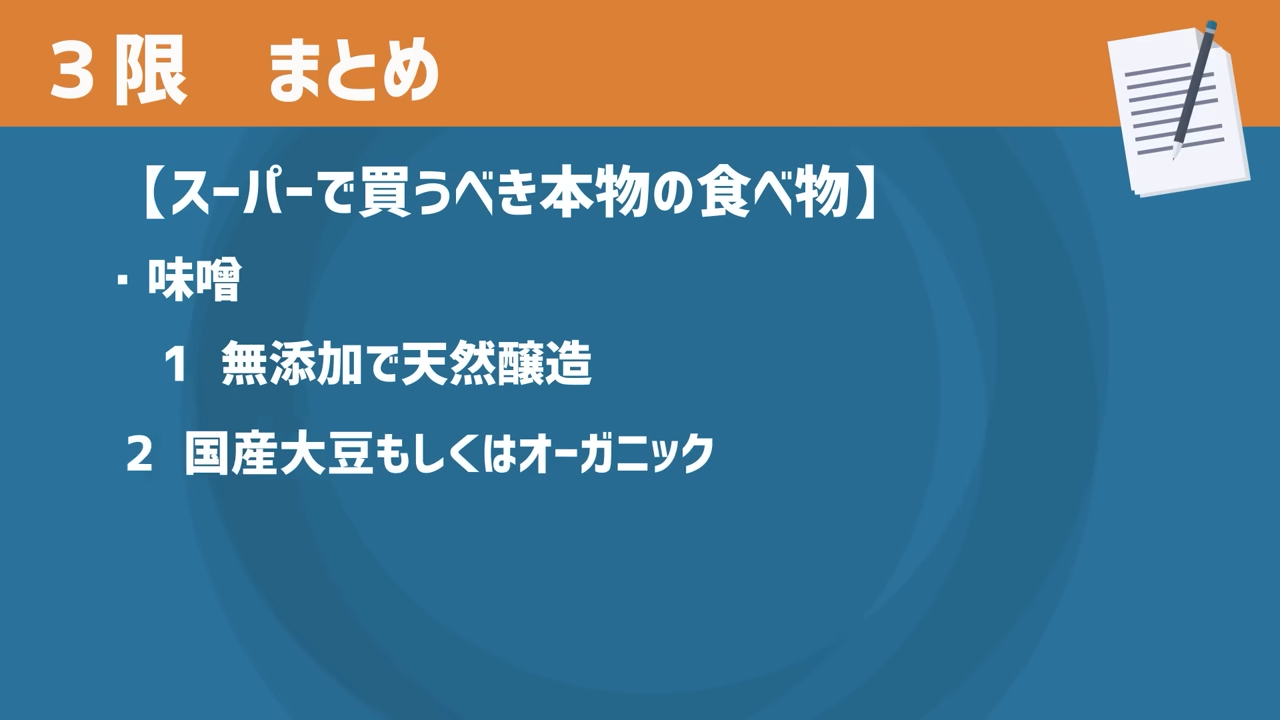 ３限　まとめ
【スーパーで買うべき本物の食べ物】
・味噌
1 無添加で天然醸造
2 国産大豆もしくはオーガニック